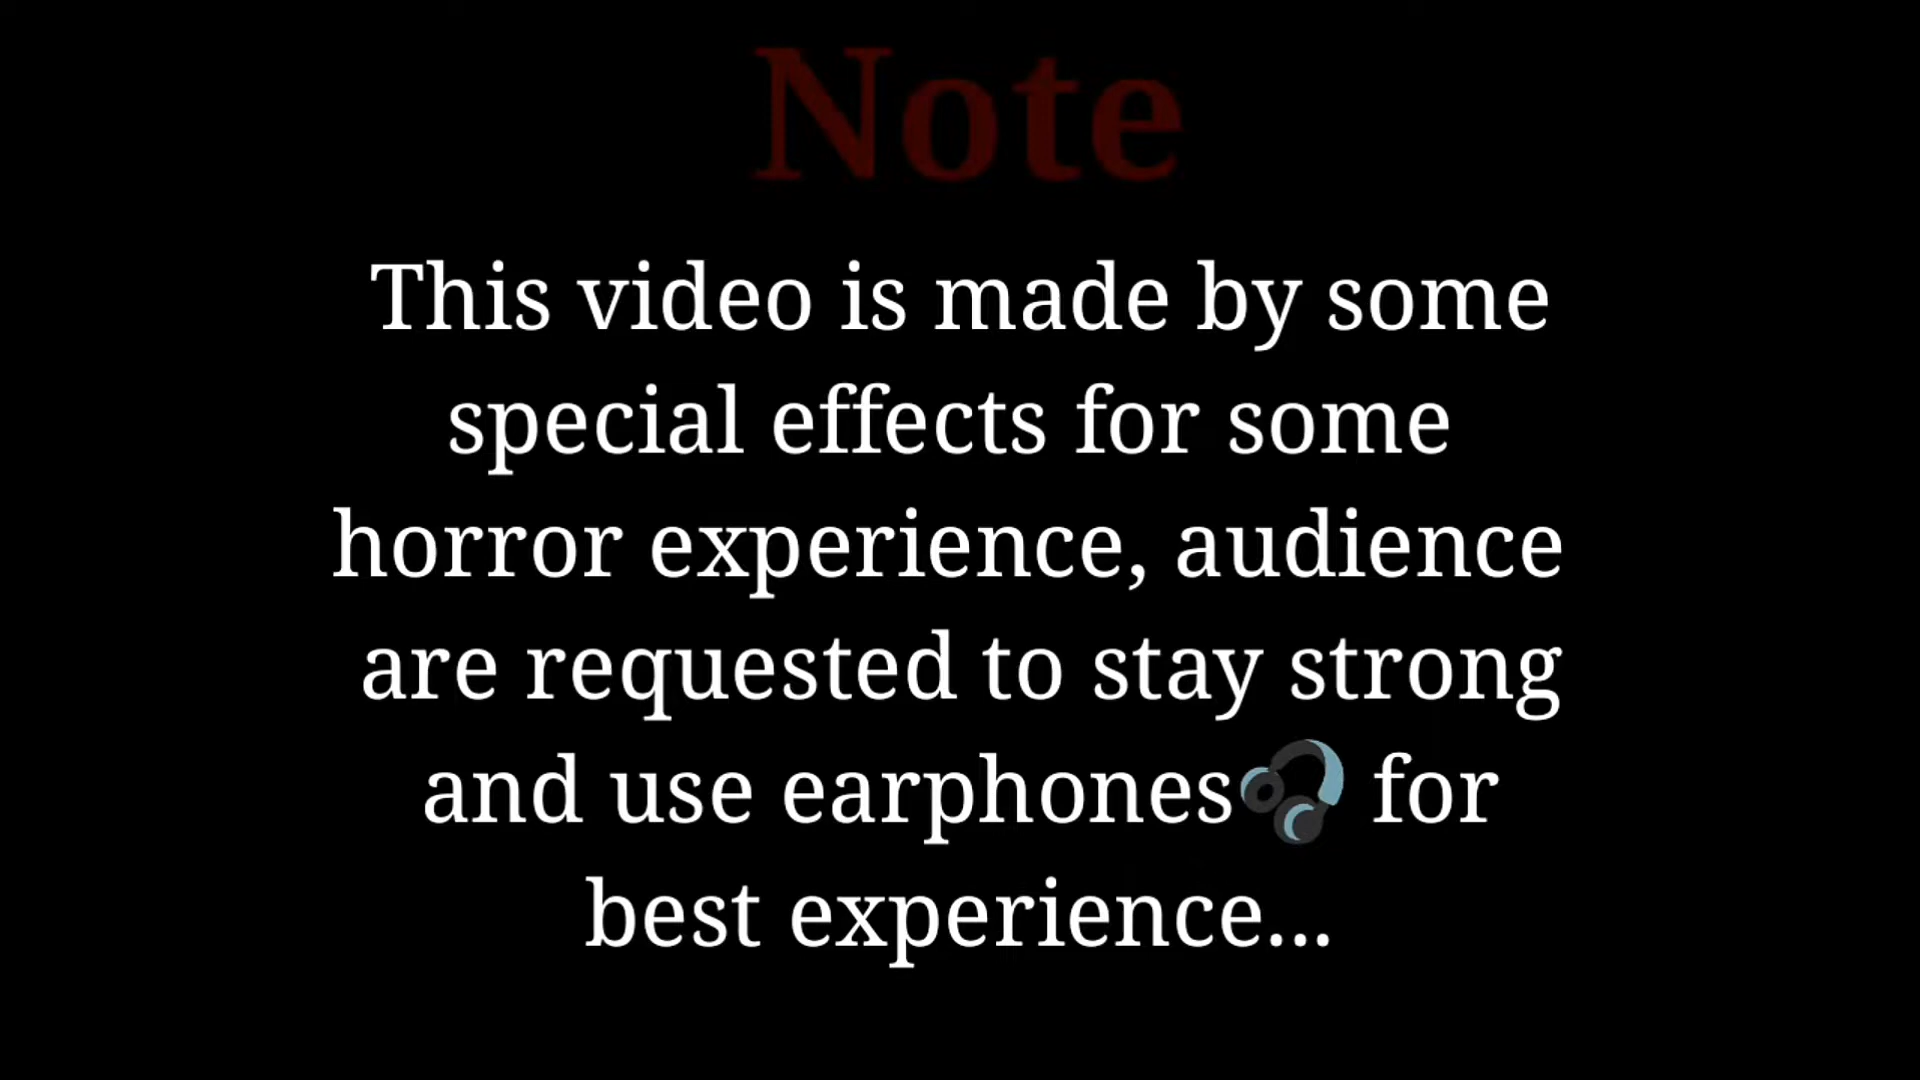 Note
This video is made by some
special effects for some
horror experience, audience
are requested to stay strong
and use earphones🎧 for
best experience...